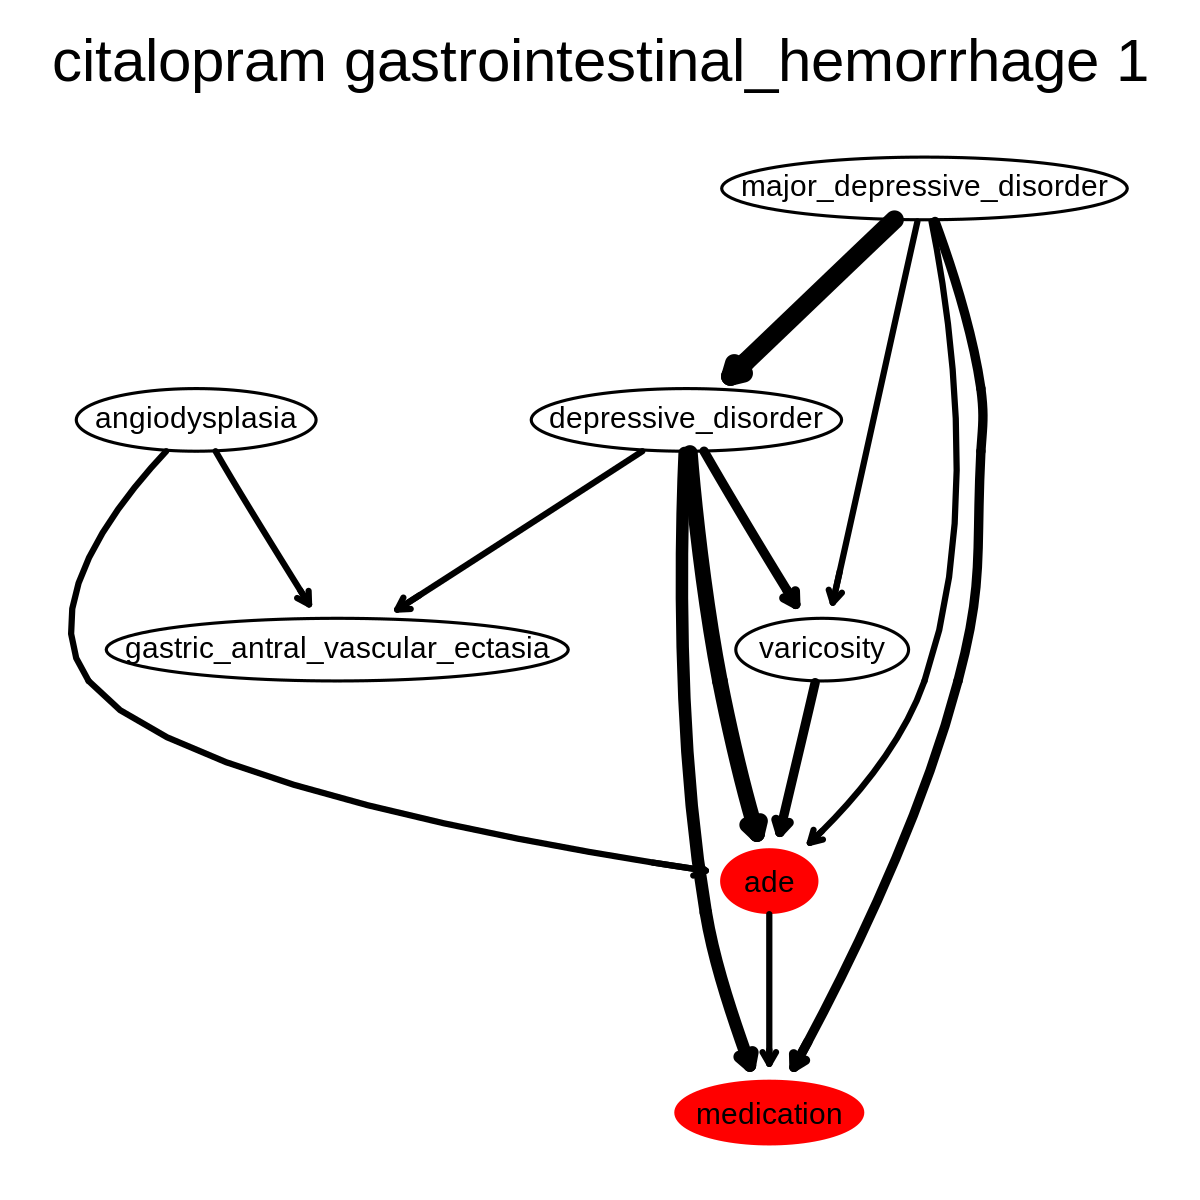 citalopram gastrointestinal_hemorrhage 1
major_depressive_disorder
angiodysplasia
depressive_disorder
gastric_antral_vascular_ectasia
varicosity
ade
medication